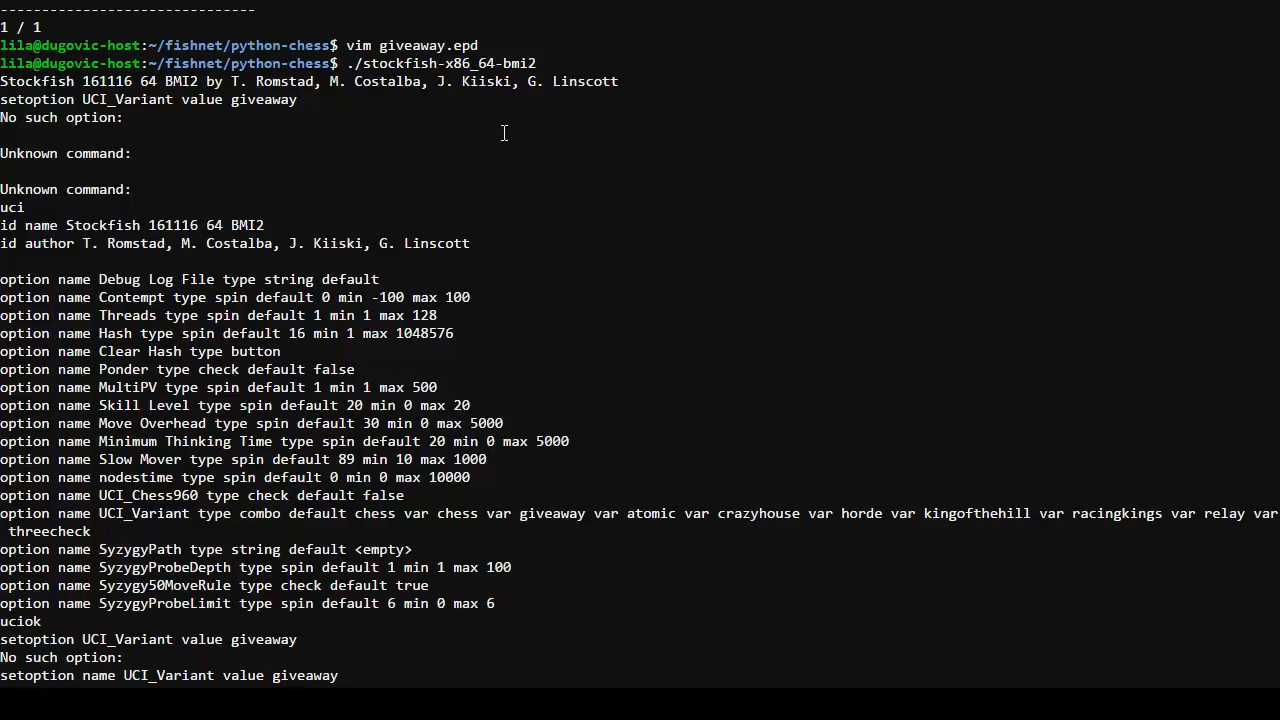 -------------------------------
1 / 1
lila@dugovic-host:~/fishnet/python-chess$ vim giveaway.epd
lila@dugovic-host:~/fishnet/python-chess$ ./stockfish-x86_64-bmi2
Stockfish 161116 64 BMI2 by T. Romstad, M. Costalba, J. Kiiski, G. Linscott
setoption UCI_Variant value giveaway
No such option:
Unknown command:
Unknown command:
uci
id name Stockfish 161116 64 BMI2
id author T. Romstad, M. Costalba, J. Kiiski, G. Linscott
option name Debug Log File type string default
option name Contempt type spin default 0 min -100 max 100
option name Threads type spin default 1 min 1 max 128
option name Hash type spin default 16 min 1 max 1048576
option name Clear Hash type button
option name Ponder type check default false
option name MultiPV type spin default 1 min 1 max 500
option name Skill Level type spin default 20 min 0 max 20
option name Move Overhead type spin default 30 min 0 max 5000
option name Minimum Thinking Time type spin default 20 min 0 max 5000
option name Slow Mover type spin default 89 min 10 max 1000
option name nodestime type spin default 0 min 0 max 10000
option name UCI_Chess960 type check default false
option name UCI_Variant type combo default chess var chess var giveaway var atomic var crazyhouse var horde var kingofthehill var racingkings var relay var
threecheck
option name SyzygyPath type string default <empty>
option name SyzygyProbeDepth type spin default 1 min 1 max 100
option name Syzygy50MoveRule type check default true
option name SyzygyProbeLimit type spin default 6 min 0 max 6
uciok
setoption UCI_Variant value giveaway
No such option:
setoption name UCI_Variant value giveaway